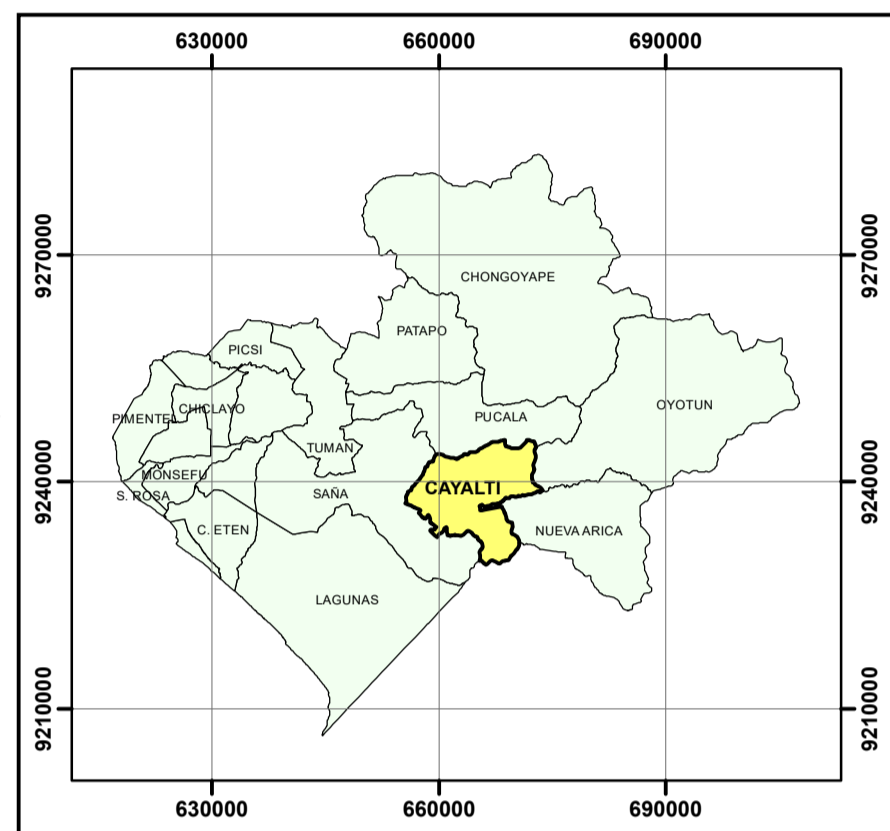 630000
660000
690000
9270000
9270000
CHONGOYAPE
PATAPO
PICSI
OYOTUN
CHICLAYO
PIMENTEL
PUCALA
TUMAN
MONSEFU
CAYALTI
S. ROSA
SAÑA
9240000
9240000
C. ETEN
NUEVA ARICA
LAGUNAS
9210000
9210000
630000
660000
690000